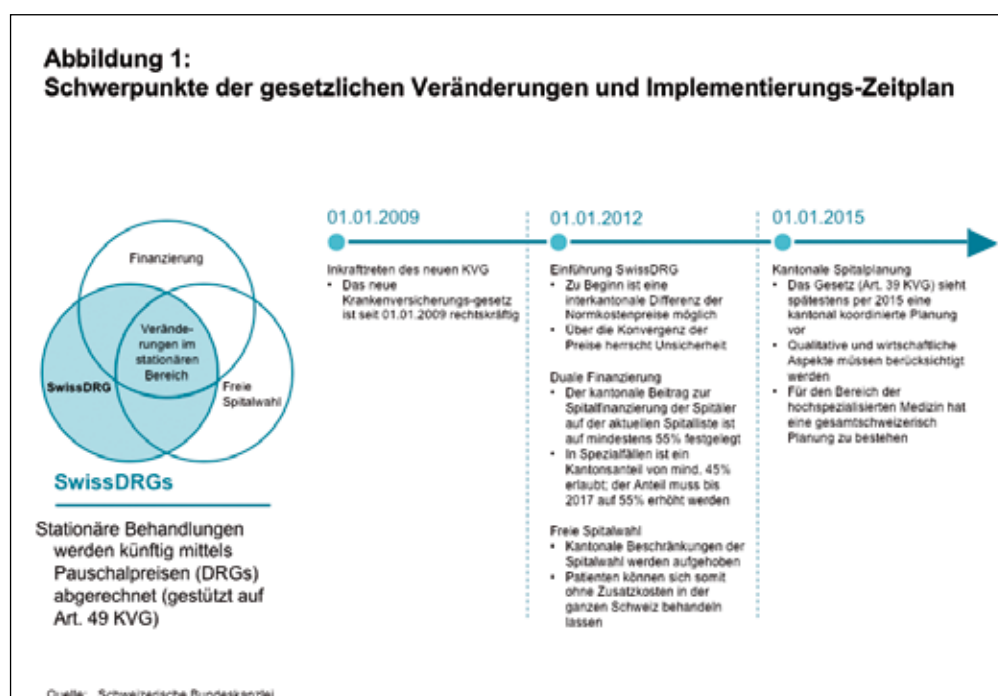 Abbildung 1:
Schwerpunkte der gesetzlichen Veränderungen und Implementierungs-Zeitplan
Finanzierung
Verände-
rungen im
stationären
Bereich
SwissDRG
Freie
Spitalwahl
SwissDRGs
Stationäre Behandlungen
werden künftig mittels
Pauschalpreisen (DRGs)
abgerechnet (gestützt auf
Art. 49 KVG)
01.01.2009
Inkrafttreten des neuen KVG
• Das neue
Krankenversicherungs-gesetz
ist seit 01.01.2009 rechtskräftig
01.01.2012
Einführung SwissDRG
• Zu Beginn ist eine
interkantonale Differenz der
Normkostenpreise möglich
• Über die Konvergenz der
Preise herrscht Unsicherheit
Duale Finanzierung
• Der kantonale Beitrag zur
Spitalfinanzierung der Spitäler
auf der aktuellen Spitalliste ist
auf mindestens 55% festgelegt
• In Spezialfällen ist ein
Kantonsanteil von mind. 45%
erlaubt; der Anteil muss bis
2017 auf 55% erhöht werden
Freie Spitalwahl
• Kantonale Beschränkungen der
Spitalwahl werden aufgehoben
• Patienten können sich somit
ohne Zusatzkosten in der
ganzen Schweiz behandeln
lassen
01.01.2015
Kantonale Spitalplanung
• Das Gesetz (Art. 39 KVG) sieht
spätestens per 2015 eine
kantonal koordinierte Planung
vor
• Qualitative und wirtschaftliche
Aspekte müssen berücksichtigt
werden
• Für den Bereich der
hochspezialisierten Medizin hat
eine gesamtschweizerisch
Planung zu bestehen
Quelle: Schweizerische Bundeskanzlei